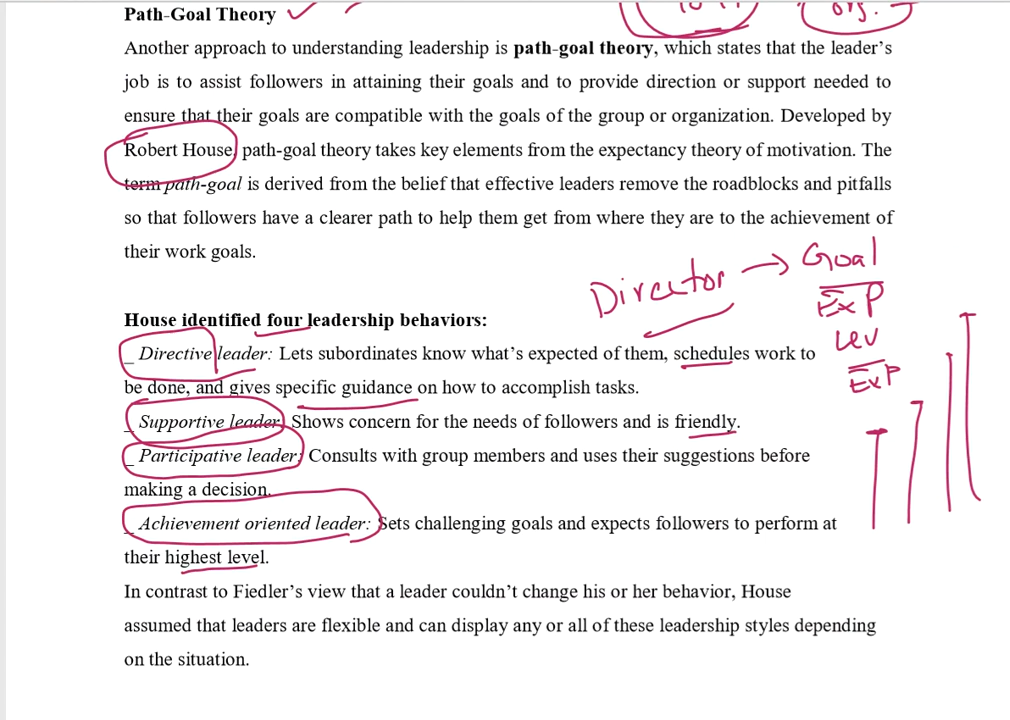 Path-Goal Theory
org.
Another approach to understanding leadership is path-goal theory, which states that the leader's
job is to assist followers in attaining their goals and to provide direction or support needed to
ensure that their goals are compatible with the goals of the group or organization. Developed by
Robert House, path-goal theory takes key elements from the expectancy theory of motivation. The
term path-goal is derived from the belief that effective leaders remove the roadblocks and pitfalls
so that followers have a clearer path to help them get from where they are to the achievement of
their work goals.
Director → Goal
Exp
House identified four leadership behaviors:
Lev
_ Directive leader: Lets subordinates know what's expected of them, schedules work to
Exp
be done, and gives specific guidance on how to accomplish tasks.
_ Supportive leader: Shows concern for the needs of followers and is friendly.
_ Participative leader: Consults with group members and uses their suggestions before
making a decision.
_ Achievement oriented leader: Sets challenging goals and expects followers to perform at
their highest level.
In contrast to Fiedler's view that a leader couldn't change his or her behavior, House
assumed that leaders are flexible and can display any or all of these leadership styles depending
on the situation.